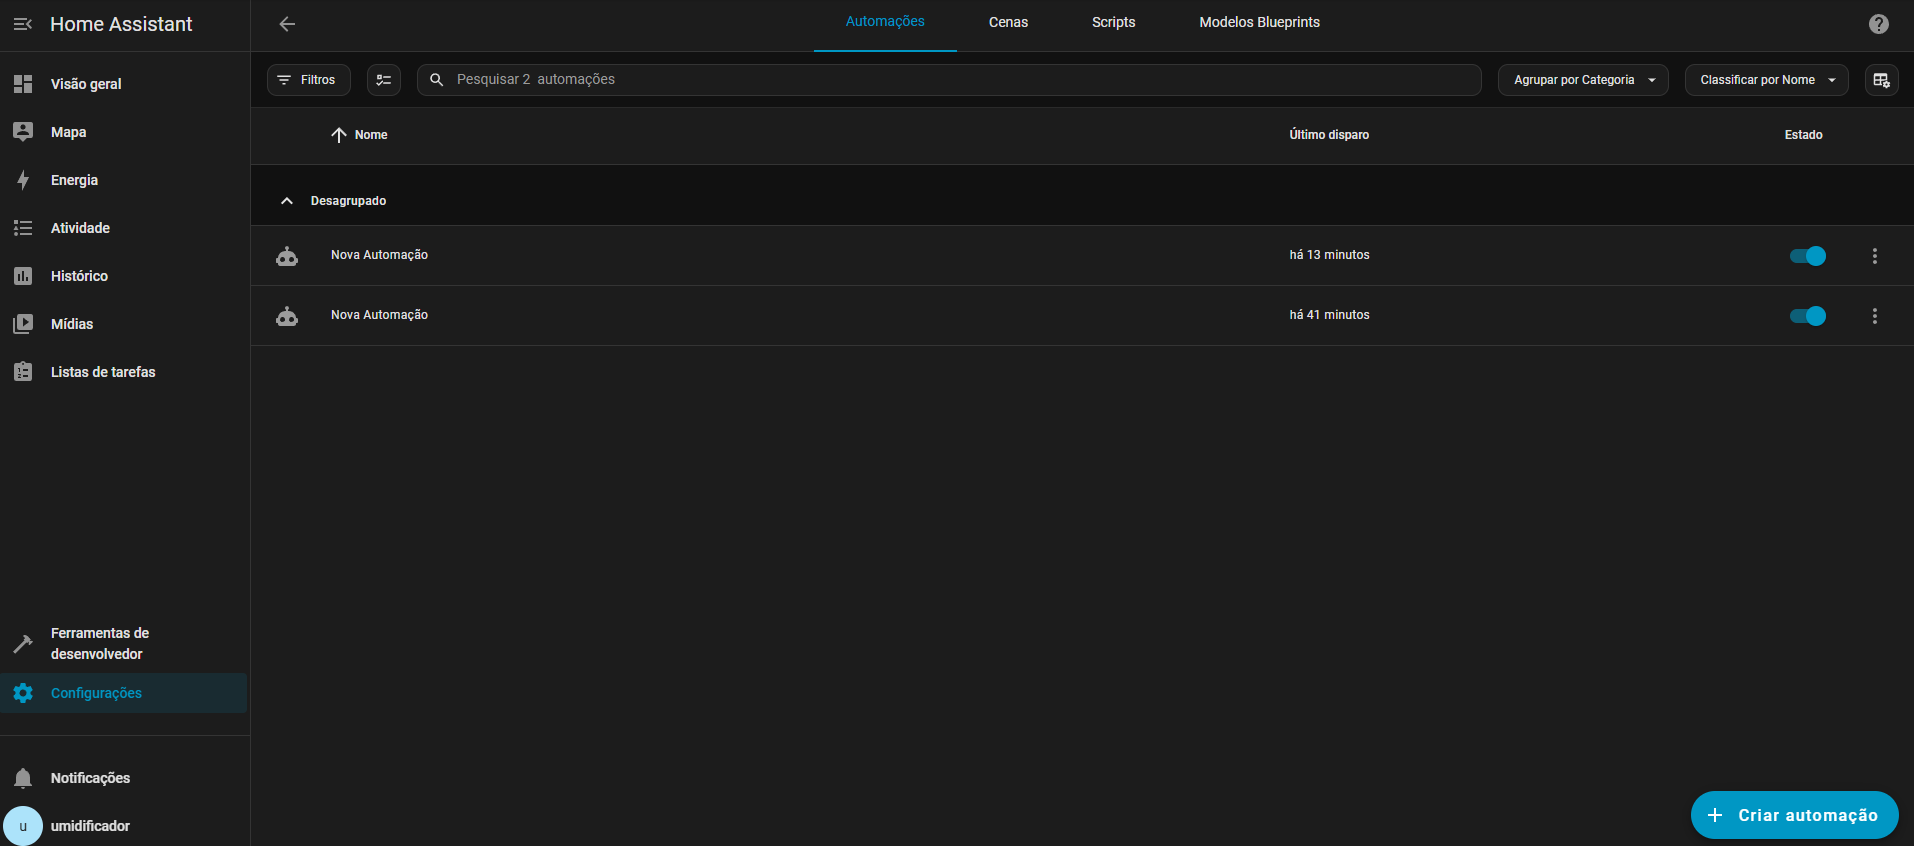 Home Assistant
Automações
Cenas
Scripts
Modelos Blueprints
Visão geral
Mapa
Energia
Atividade
Histórico
Mídias
Listas de tarefas
Ferramentas de
desenvolvedor
Configurações
Notificações
u
umidificador
Filtros
Pesquisar 2 automações
Agrupar por Categoria
Classificar por Nome
Nome
Último disparo
Estado
Desagrupado
Nova Automação
há 13 minutos
Nova Automação
há 41 minutos
Criar automação